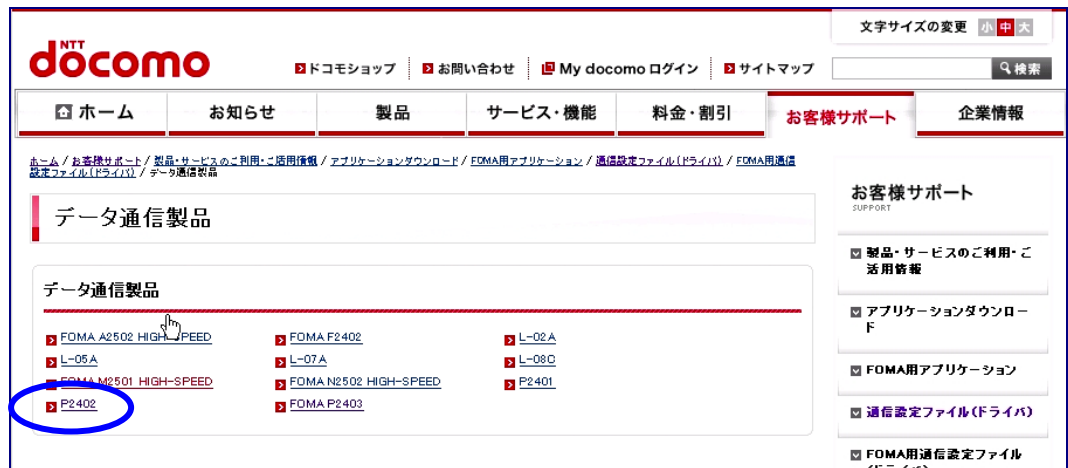 文字サイズの変更 小 中 大
NTT
döcomo
ドコモショップ お問い合わせ My docomo ログイン サイトマップ 検索
ホーム お知らせ 製品 サービス・機能 料金・割引 お客様サポート 企業情報
ホーム / お客様サポート / 製品・サービスのご利用・ご活用情報 / アプリケーションダウンロード / FOMA用アプリケーション / 通信設定ファイル(ドライバ) / FOMA用通信
設定ファイル(ドライバ) / データ通信製品
データ通信製品
データ通信製品
FOMA A2502 HIGH-SPEED FOMA F2402 L-02A
L-05A L-07A L-08C
FOMA M2501 HIGH-SPEED FOMA N2502 HIGH-SPEED P2401
P2402 FOMA P2403
お客様サポート
SUPPORT
製品・サービスのご利用・ご
活用情報
アプリケーションダウンロー
ド
FOMA用アプリケーション
通信設定ファイル(ドライバ)
FOMA用通信設定ファイル